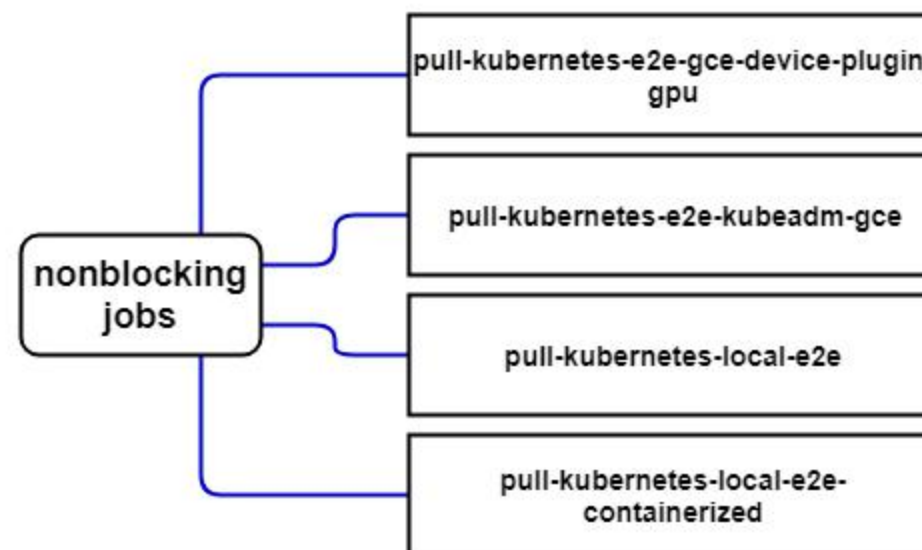 pull-kubernetes-e2e-gce-device-plugin
gpu
pull-kubernetes-e2e-kubeadm-gce
nonblocking
jobs
pull-kubernetes-local-e2e
pull-kubernetes-local-e2e-
containerized